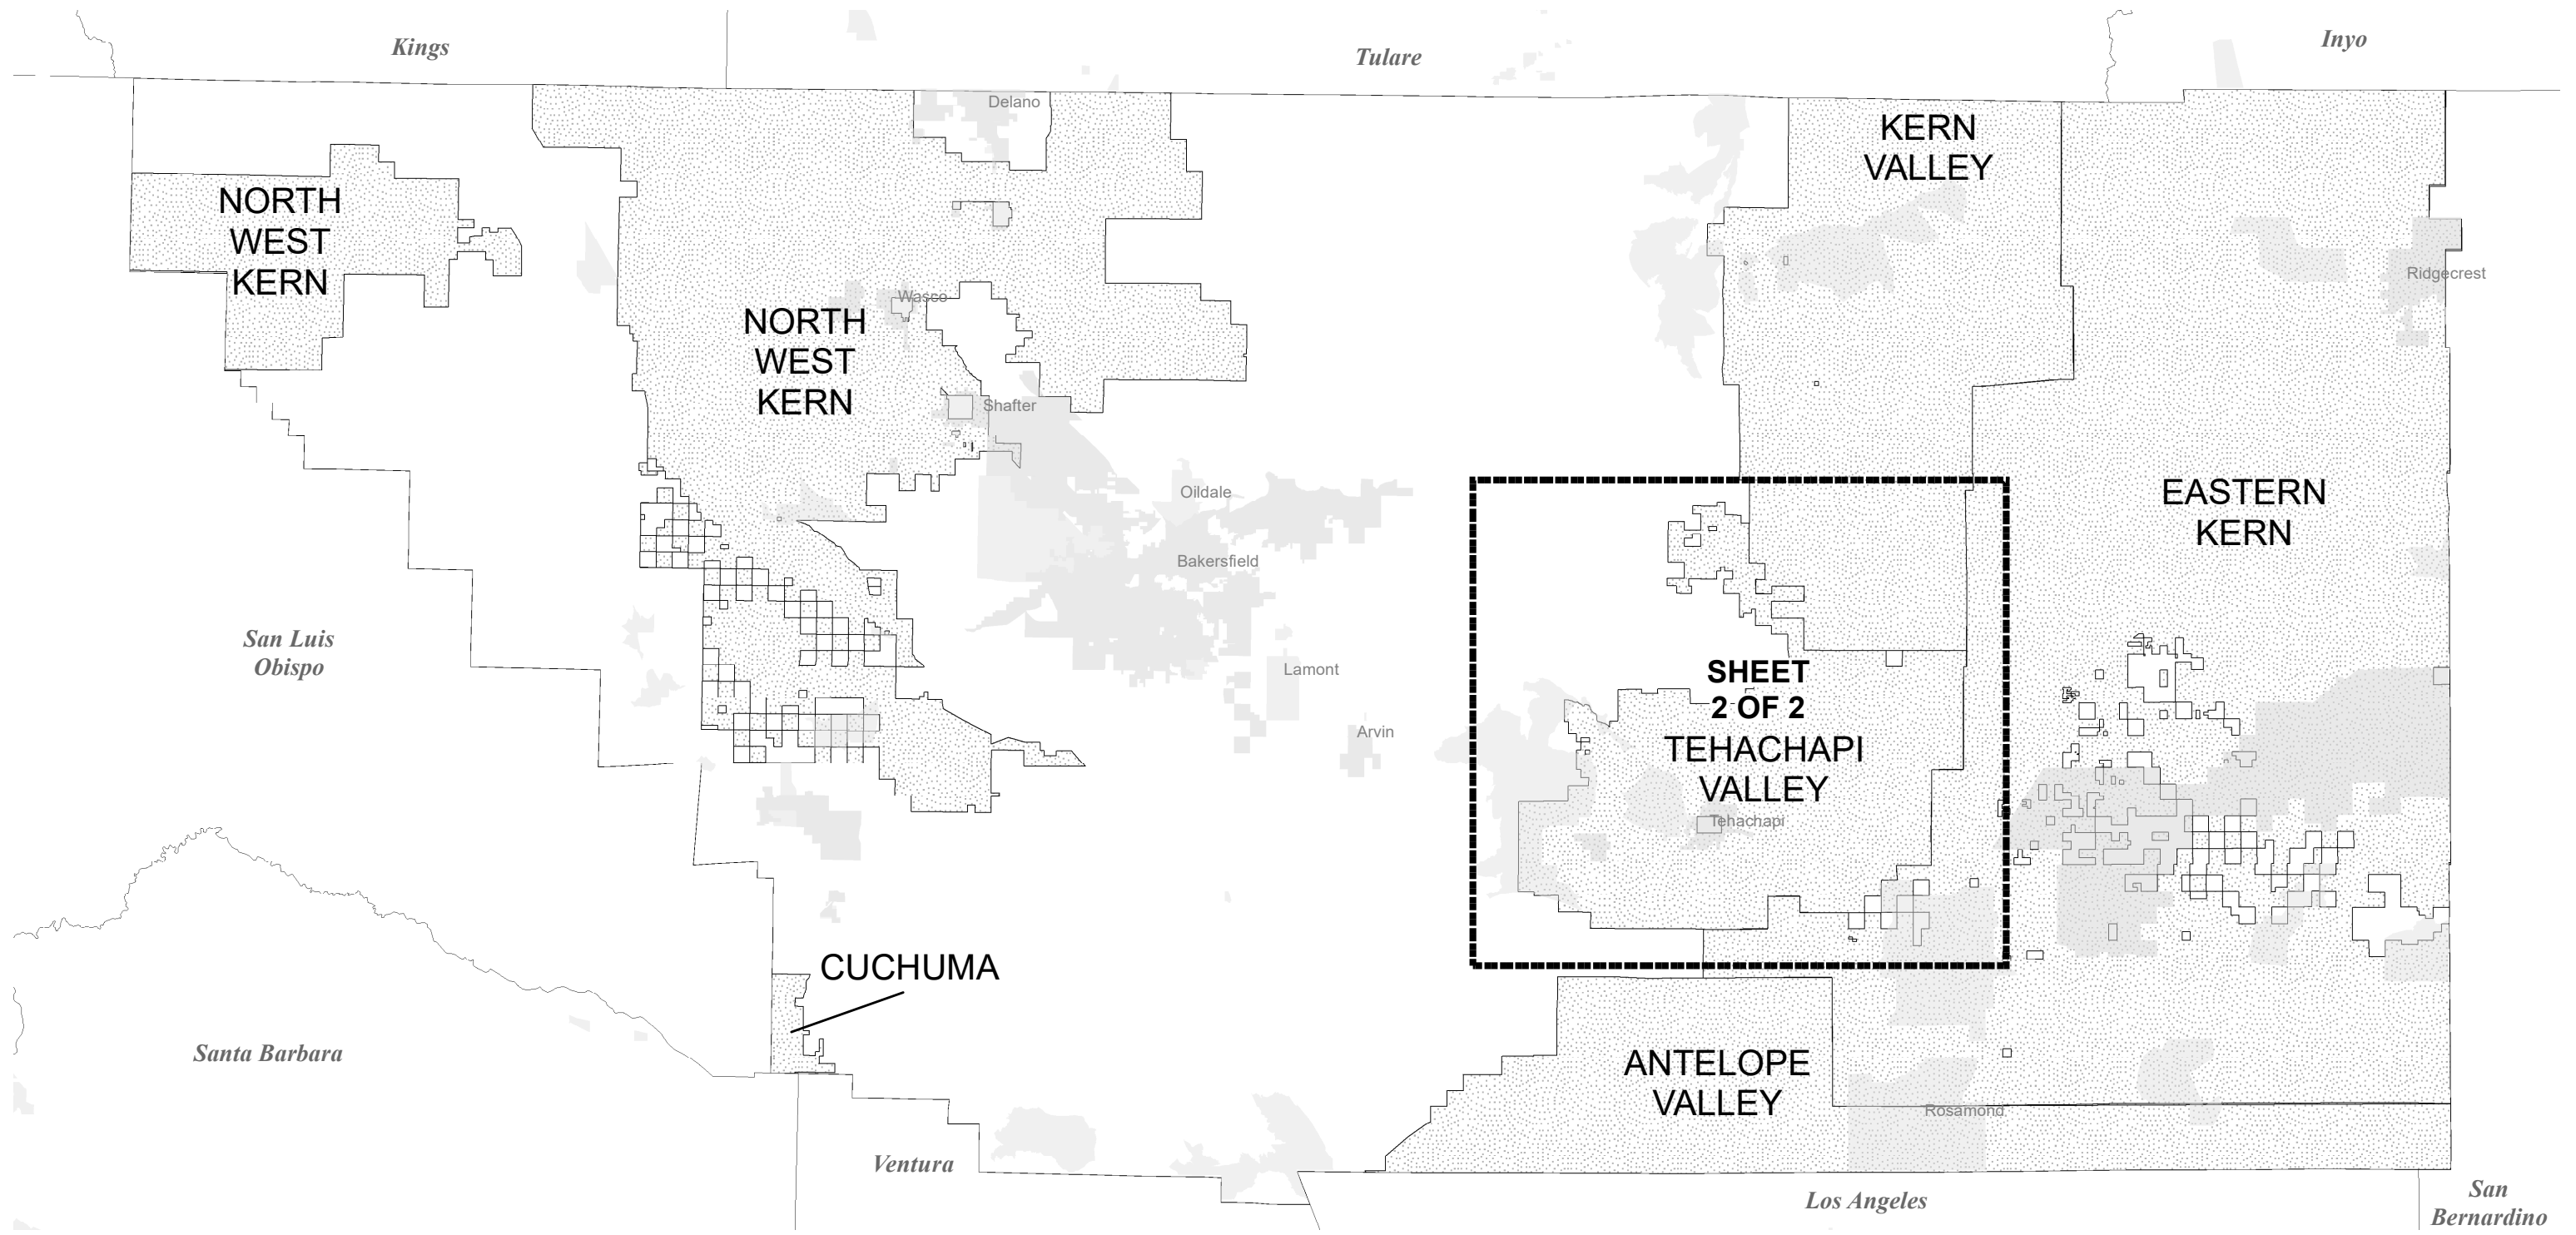 Kings
Tulare
Inyo
Delano
KERN
VALLEY
NORTH
WEST
KERN
Ridgecrest
Wasco
NORTH
WEST
KERN
Shafter
Oildale
EASTERN
KERN
Bakersfield
San Luis
Obispo
Lamont
SHEET
2 OF 2
Arvin
TEHACHAPI
VALLEY
Tehachapi
CUCHUMA
Santa Barbara
ANTELOPE
VALLEY
Rosamond
Ventura
Los Angeles
San
Bernardino